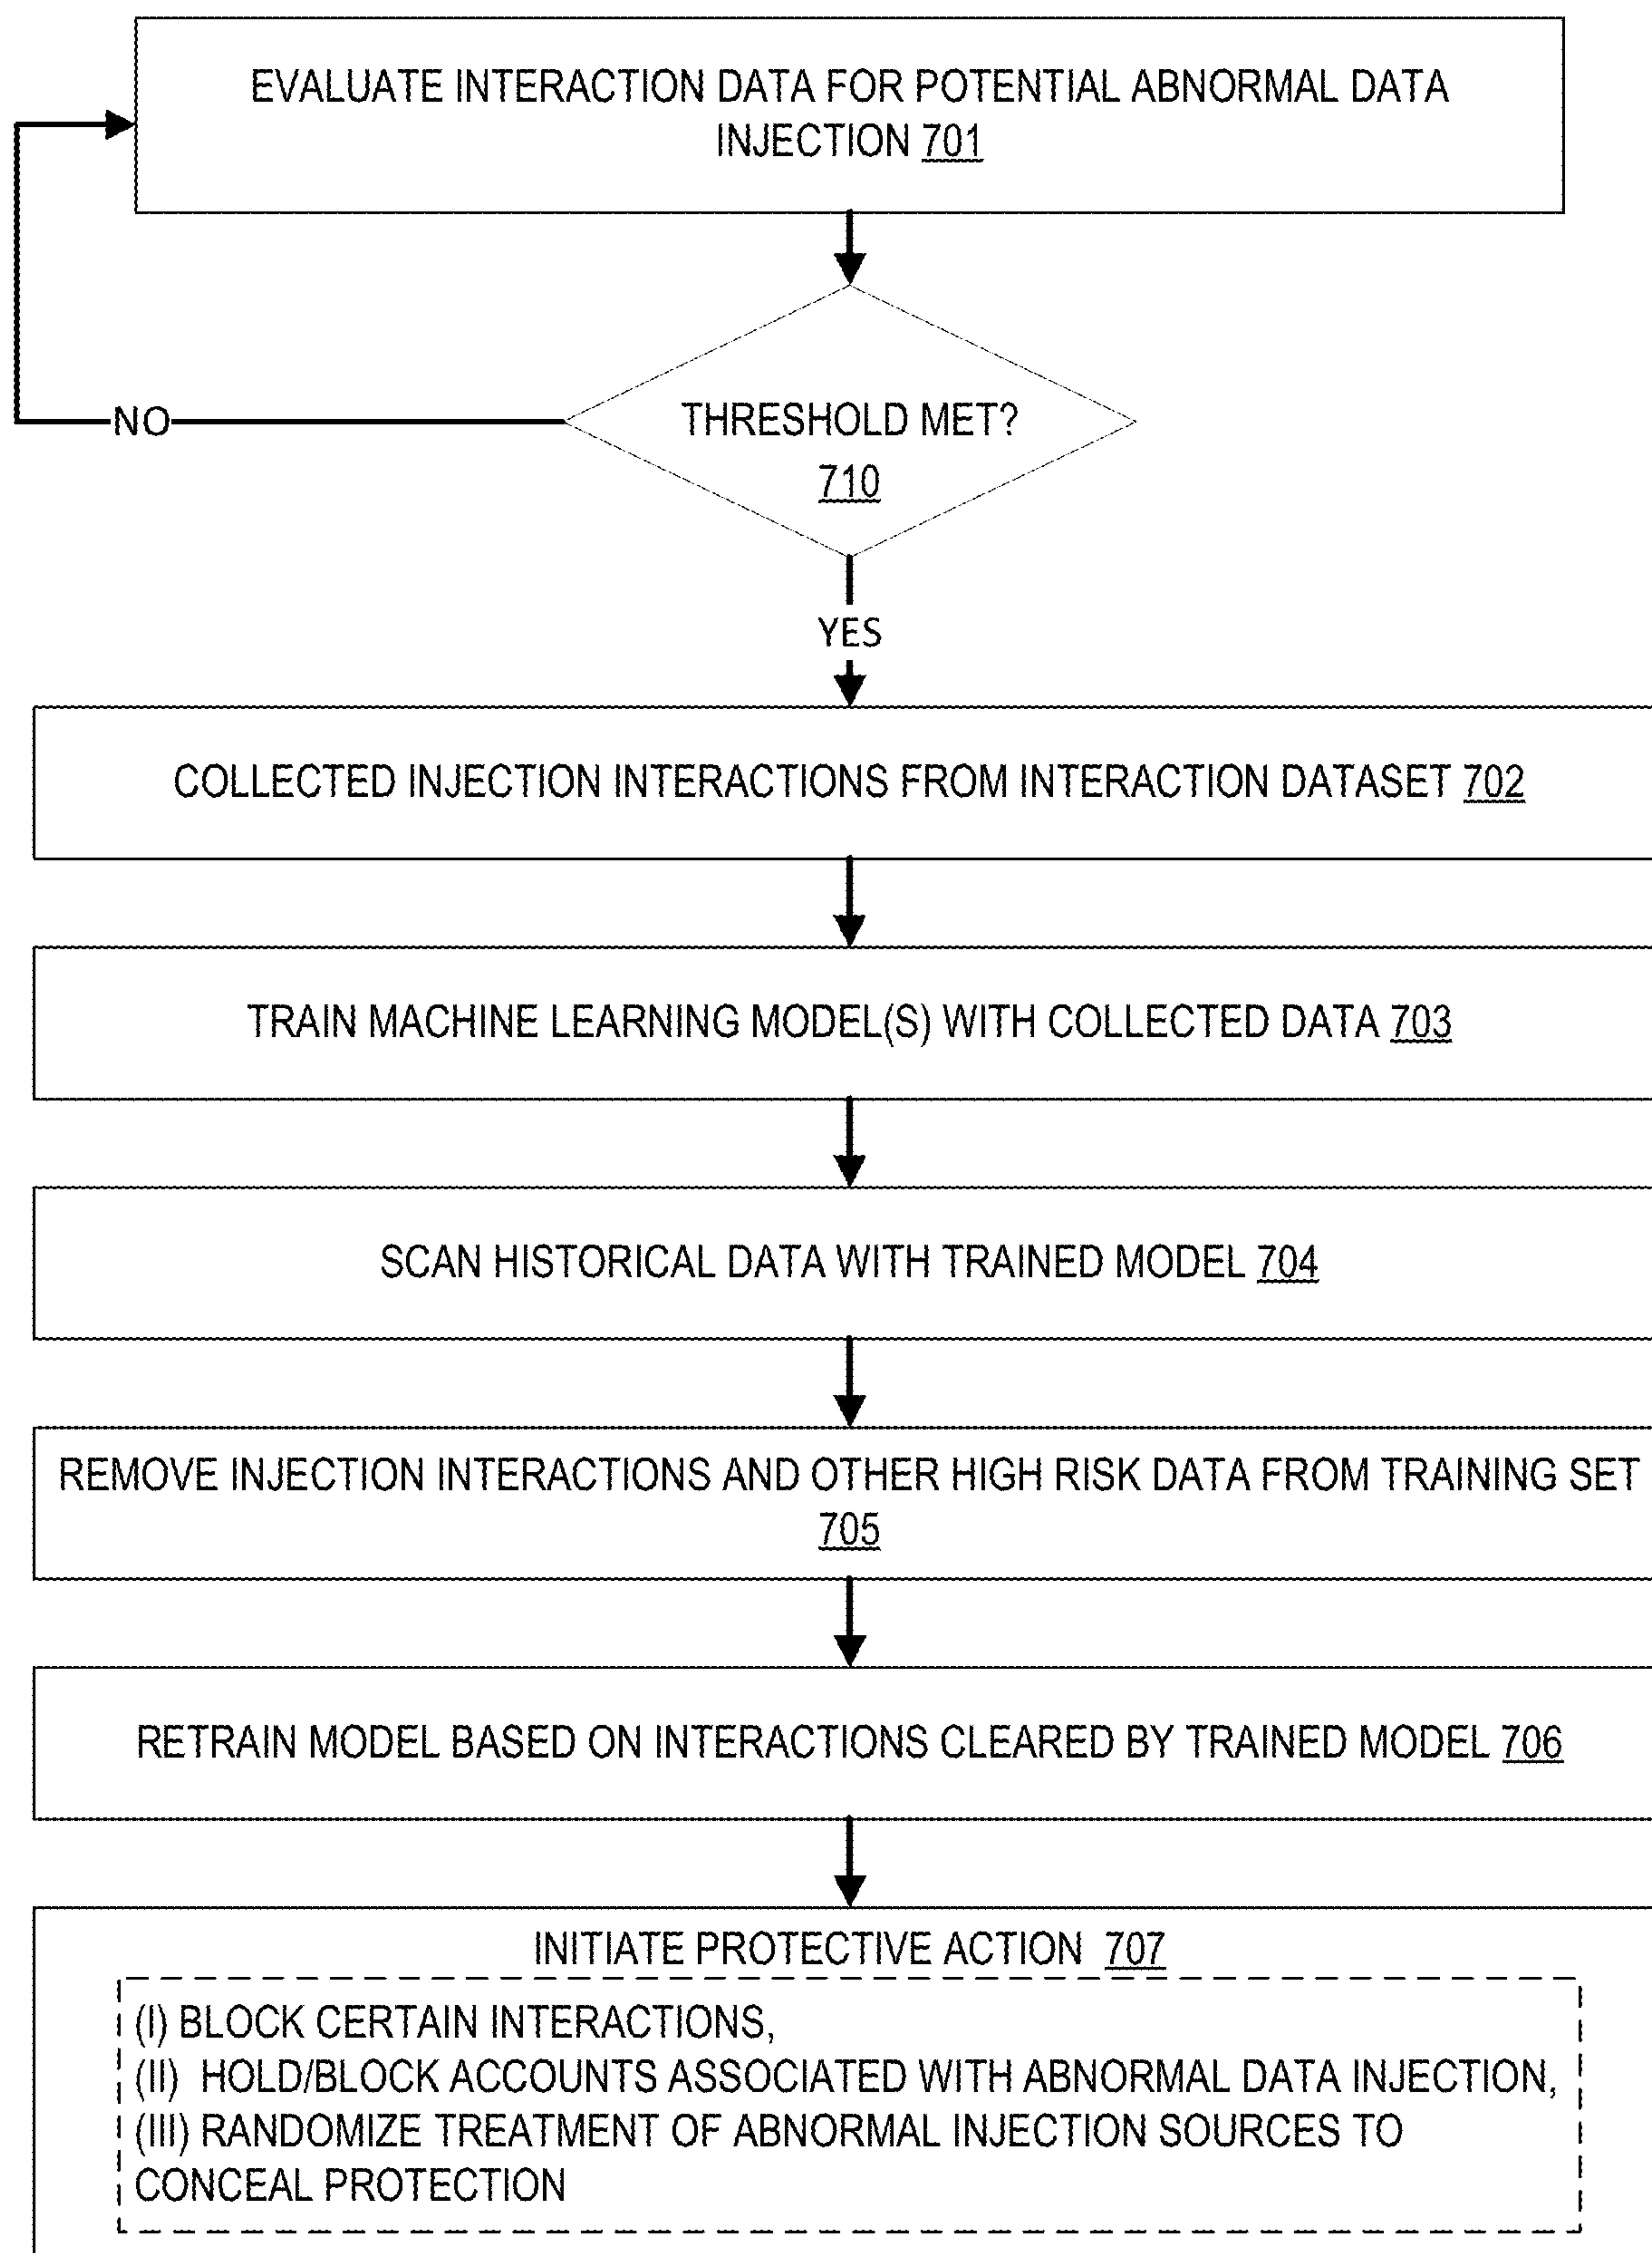 EVALUATE INTERACTION DATA FOR POTENTIAL ABNORMAL DATA
INJECTION 701
THRESHOLD MET?
NO
710
YES
COLLECTED INJECTION INTERACTIONS FROM INTERACTION DATASET 702
TRAIN MACHINE LEARNING MODEL(S) WITH COLLECTED DATA 703
SCAN HISTORICAL DATA WITH TRAINED MODEL 704
REMOVE INJECTION INTERACTIONS AND OTHER HIGH RISK DATA FROM TRAINING SET
705
RETRAIN MODEL BASED ON INTERACTIONS CLEARED BY TRAINED MODEL 706
INITIATE PROTECTIVE ACTION 707
(I) BLOCK CERTAIN INTERACTIONS,
(II) HOLD/BLOCK ACCOUNTS ASSOCIATED WITH ABNORMAL DATA INJECTION,
(III) RANDOMIZE TREATMENT OF ABNORMAL INJECTION SOURCES TO
CONCEAL PROTECTION